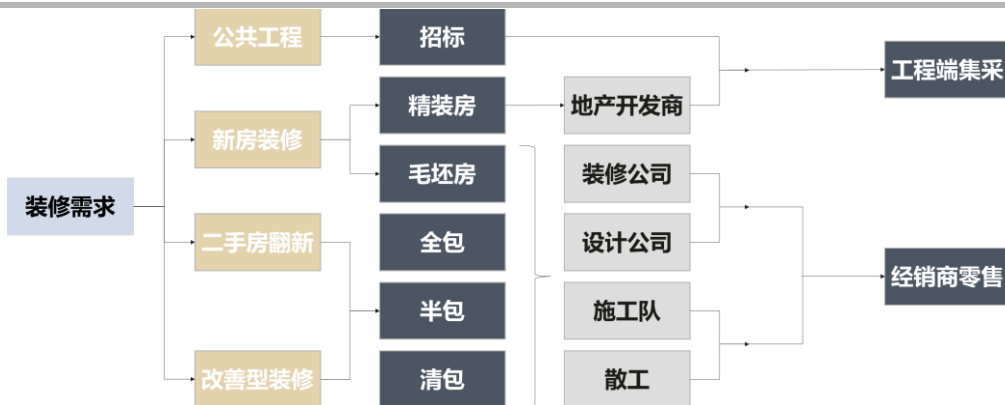 装修需求
公共工程
新房装修
二手房翻新
改善型装修
招标
精装房
毛坯房
全包
半包
清包
地产开发商
装修公司
设计公司
施工队
散工
工程端集采
经销商零售